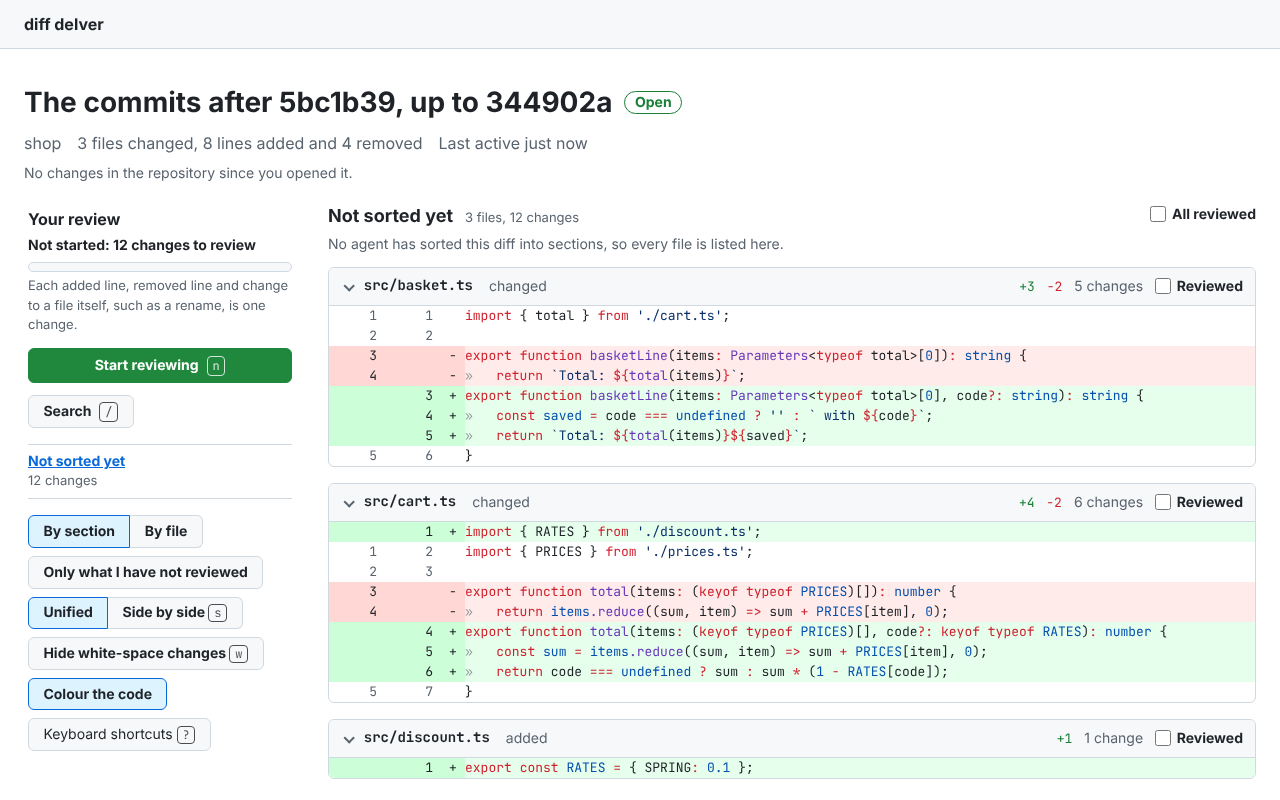 diff delver
The commits after 5bc1b39, up to 344902a Open
shop 3 files changed, 8 lines added and 4 removed Last active just now
No changes in the repository since you opened it.
Your review
Not started: 12 changes to review
Each added line, removed line and change
to a file itself, such as a rename, is one
change.
Start reviewing n
Search /
Not sorted yet
12 changes
By section By file
Only what I have not reviewed
Unified Side by side s
Hide white-space changes w
Colour the code
Keyboard shortcuts ?
Not sorted yet 3 files, 12 changes All reviewed
No agent has sorted this diff into sections, so every file is listed here.
src/basket.ts changed +3 -2 5 changes Reviewed
1 1 import { total } from './cart.ts';
2 2
3 - export function basketLine(items: Parameters<typeof total>[0]): string {
4 - » return `Total: ${total(items)}`;
3 + export function basketLine(items: Parameters<typeof total>[0], code?: string): string {
4 + » const saved = code === undefined ? '' : ` with ${code}`;
5 + » return `Total: ${total(items)}${saved}`;
5 6 }
src/cart.ts changed +4 -2 6 changes Reviewed
1 + import { RATES } from './discount.ts';
1 2 import { PRICES } from './prices.ts';
2 3
3 - export function total(items: (keyof typeof PRICES)[]): number {
4 - » return items.reduce((sum, item) => sum + PRICES[item], 0);
4 + export function total(items: (keyof typeof PRICES)[], code?: keyof typeof RATES): number {
5 + » const sum = items.reduce((sum, item) => sum + PRICES[item], 0);
6 + » return code === undefined ? sum : sum * (1 - RATES[code]);
5 7 }
src/discount.ts added +1 1 change Reviewed
1 + export const RATES = { SPRING: 0.1 };